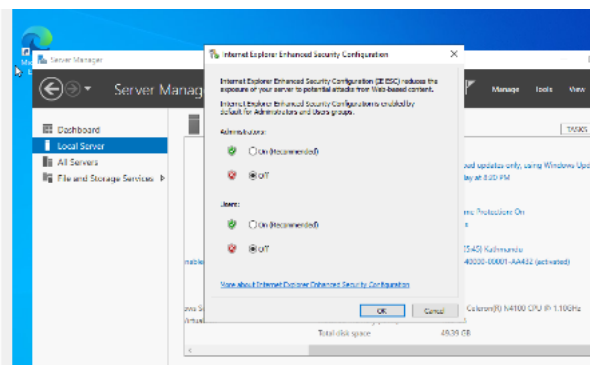 Server Manager
Internet Explorer Enhanced Security Configuration
Server Manag
Internet Explorer Enhanced Security Configuration (IE ESC) reduces the
exposure of your server to potential attacks from Web-based content.
Internet Explorer Enhanced Security Configuration is enabled by
default for Administrators and Users groups.
Manage Tools View
Dashboard
Local Server
All Servers
File and Storage Services
Administrators:
On (Recommended)
Off
Users:
On (Recommended)
Off
More about Internet Explorer Enhanced Security Configuration
OK Cancel
TASKS
oad updates only, using Windows Upd
ay at 3:20 PM
me Protection: On
5:45) Kathmandu
(activated)
Celeron(R) N4100 CPU @ 1.10GHz
Total disk space 49.39 GB